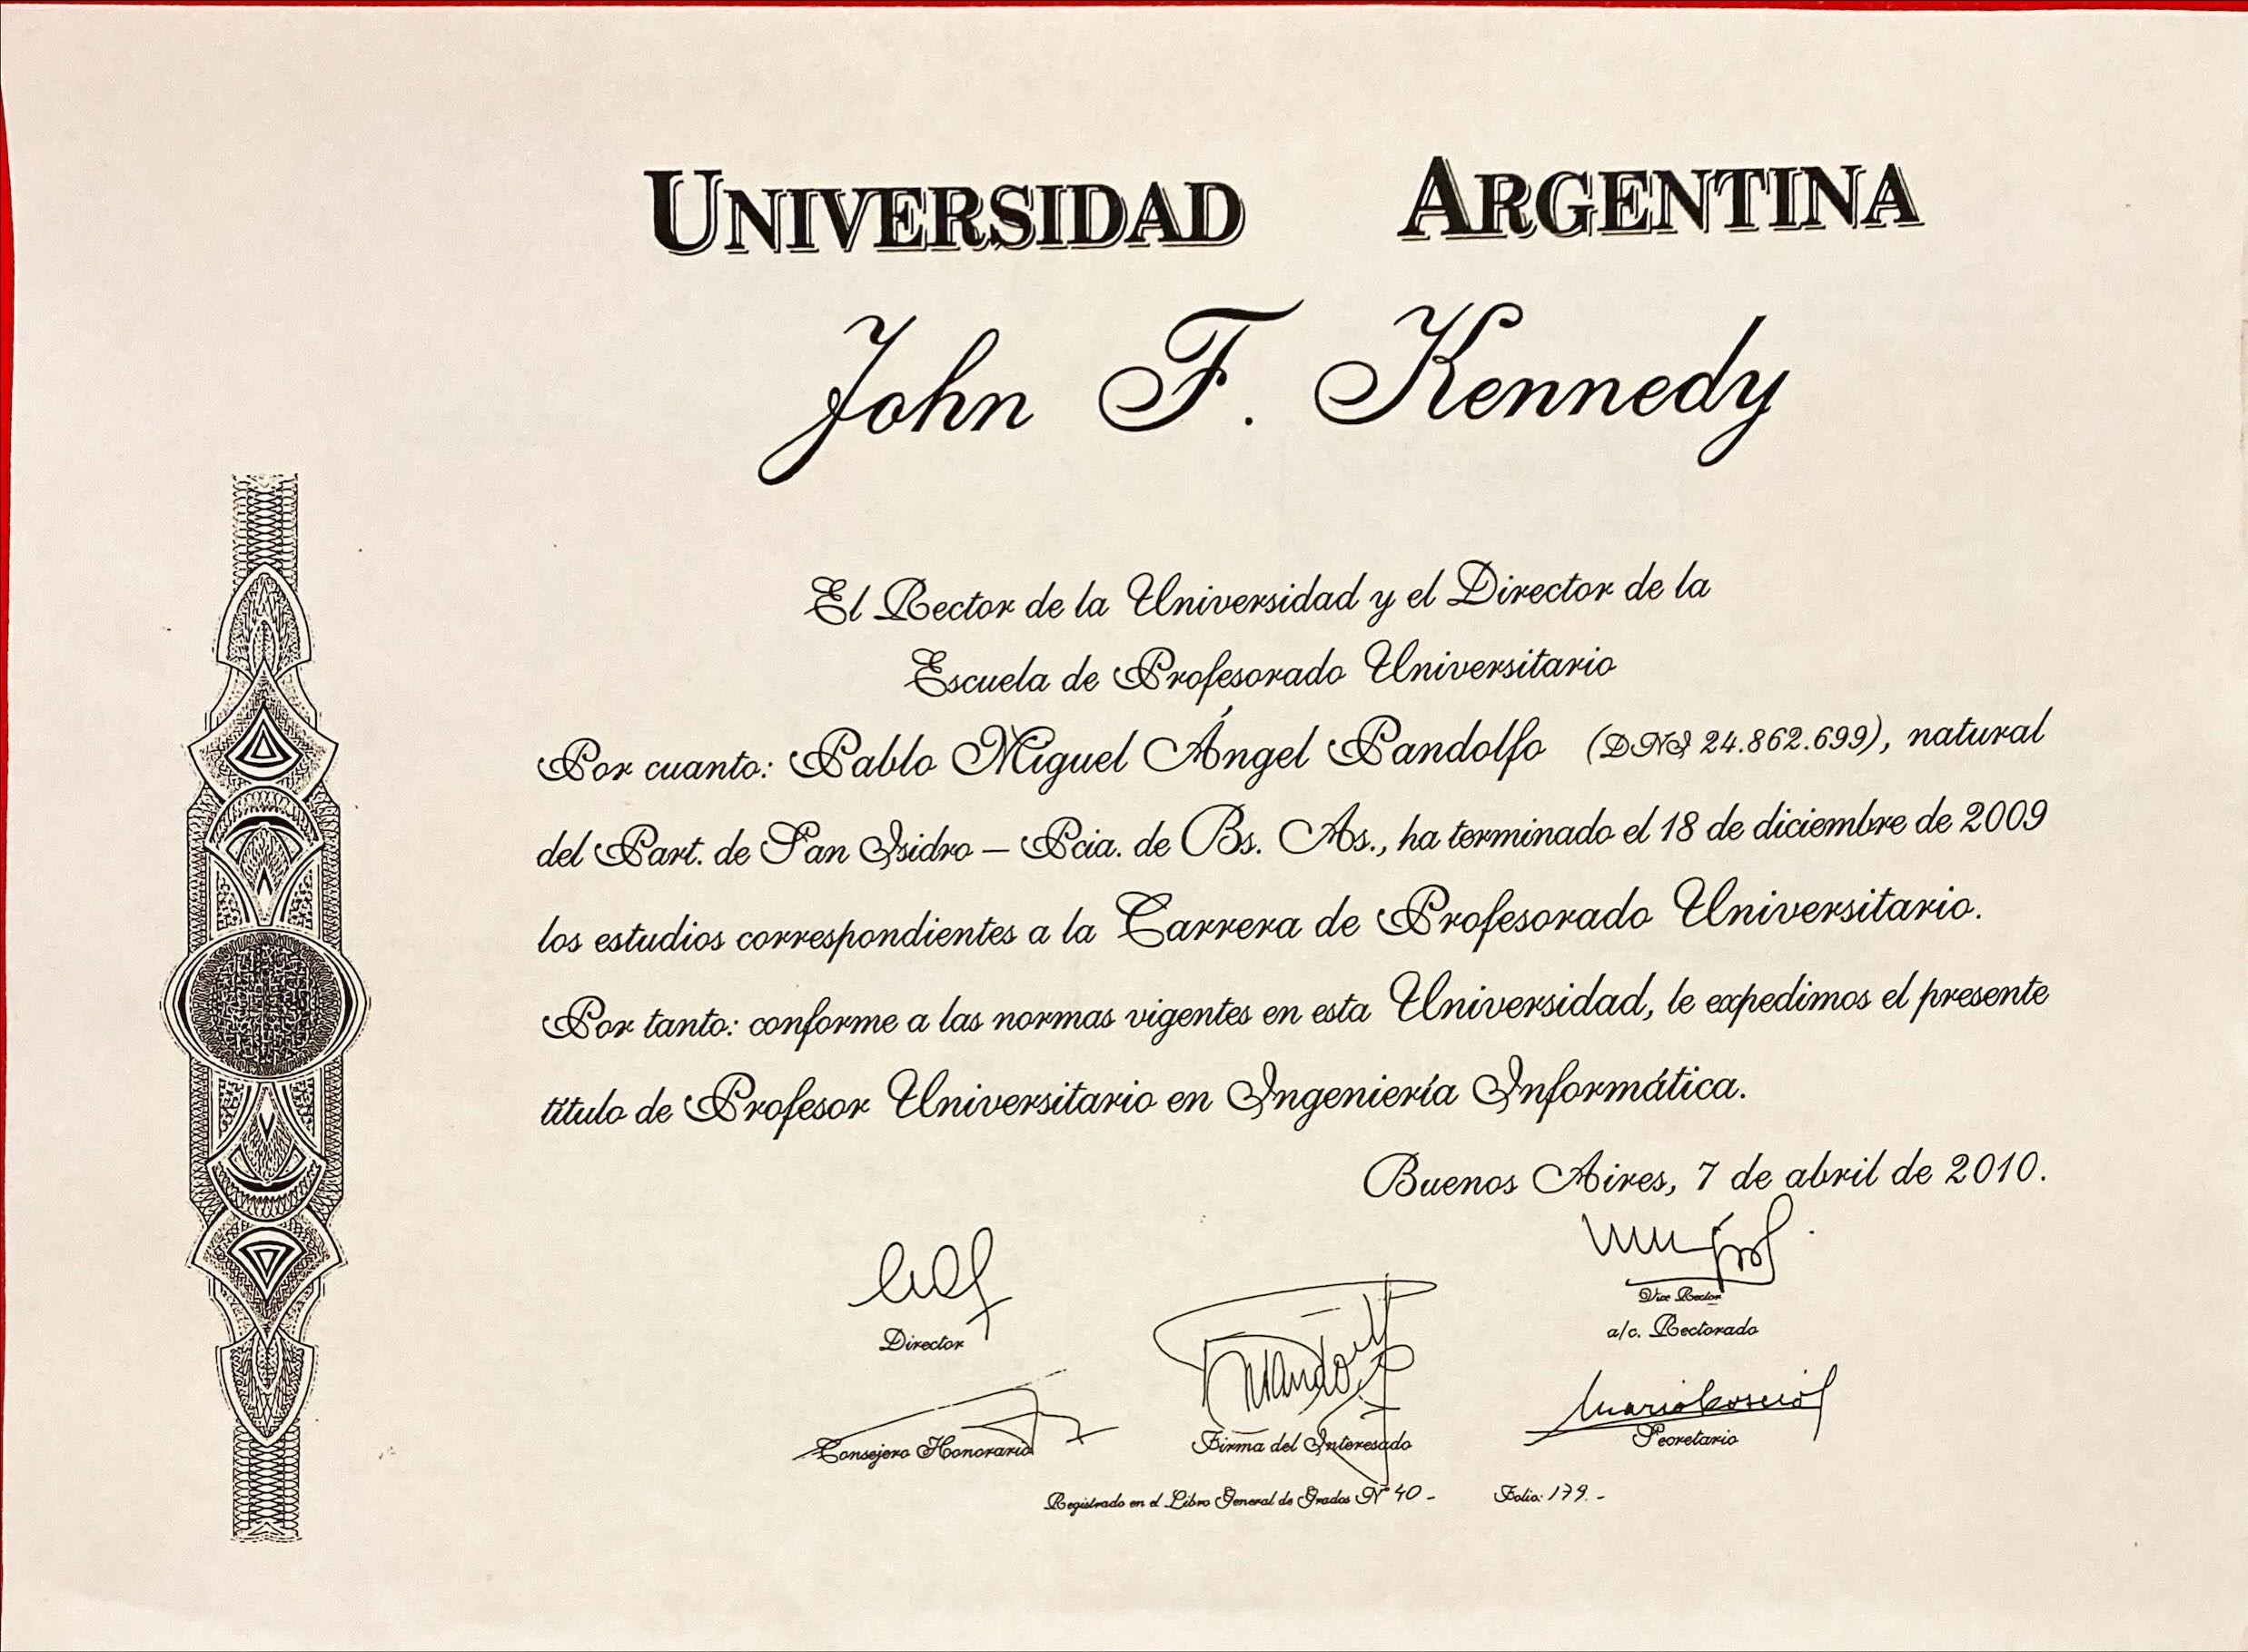 UNIVERSIDAD ARGENTINA
John F. Kennedy
El Rector de la Universidad y el Director de la
Escuela de Profesorado Universitario
Por cuanto: Pablo Miguel Ángel Pandolfo (DNI 24.862.699), natural
del Part. de San Isidro – Pcia. de Bs. As., ha terminado el 18 de diciembre de 2009
los estudios correspondientes a la Carrera de Profesorado Universitario.
Por tanto: conforme a las normas vigentes en esta Universidad, le expedimos el presente
título de Profesor Universitario en Ingeniería Informática.
Buenos Aires, 7 de abril de 2010.
Vice Rector
Director
a/c. Rectorado
Consejero Honorario
Firma del Interesado
Secretario
Registrado en el Libro General de Grados Nº 40 - Folio: 179. -